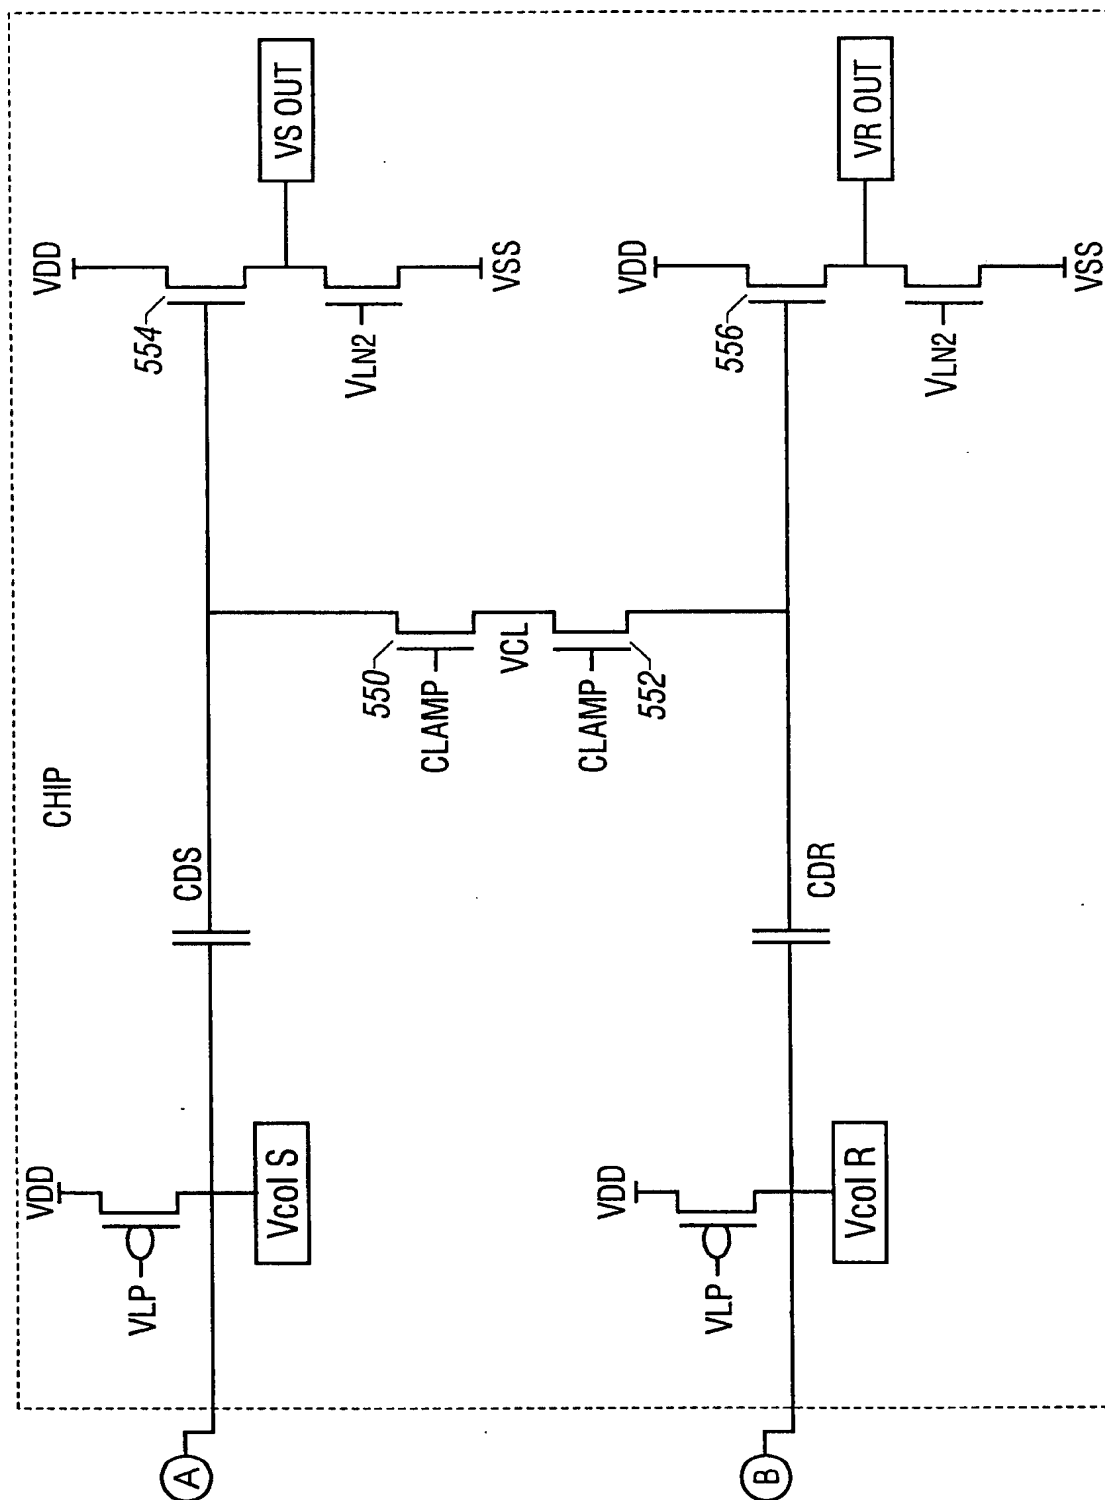 CHIP
VDD
VLP
Vcol S
CDS
VDD
554
VLN2
VSS
VS OUT
550
CLAMP
VCL
CLAMP
552
VDD
VLP
Vcol R
CDR
VDD
556
VLN2
VSS
VR OUT
A
B